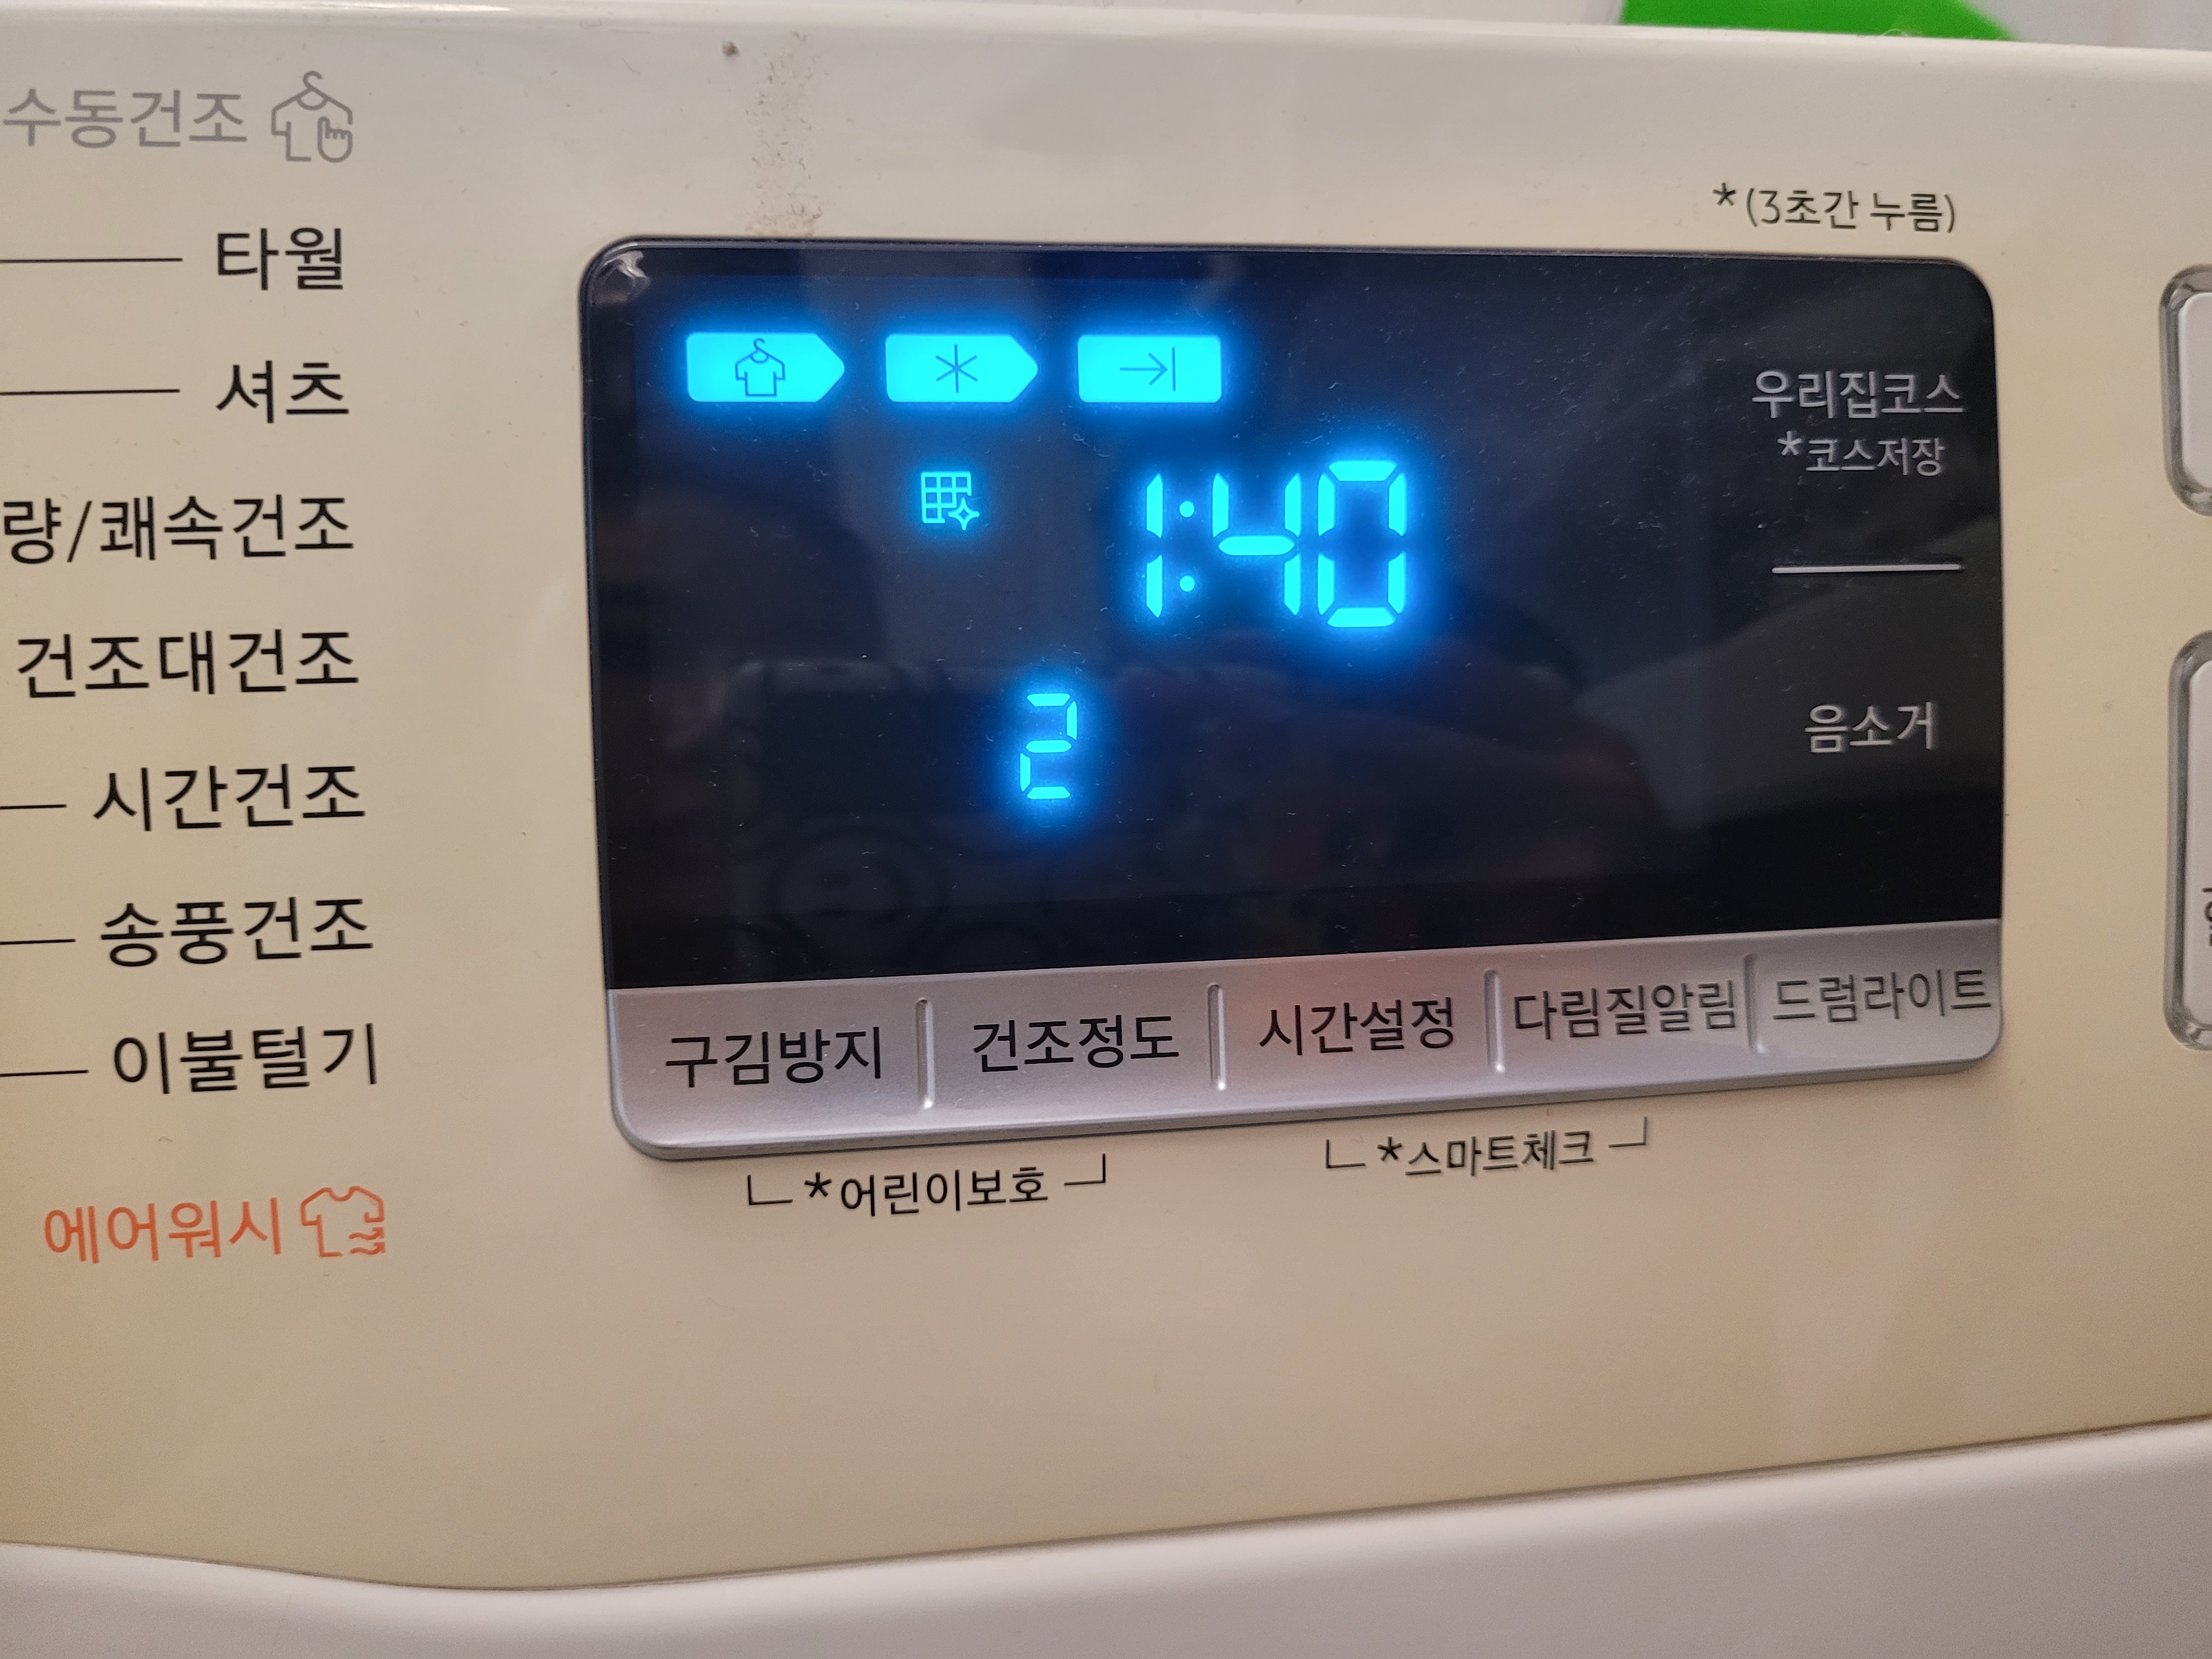 수동건조
타월
셔츠
량/쾌속건조
건조대건조
시간건조
송풍건조
이불털기
에어워시
*(3초간 누름)
1:40
2
우리집코스
*코스저장
음소거
구김방지 건조정도 시간설정 다림질알림 드럼라이트
*어린이보호 *스마트체크